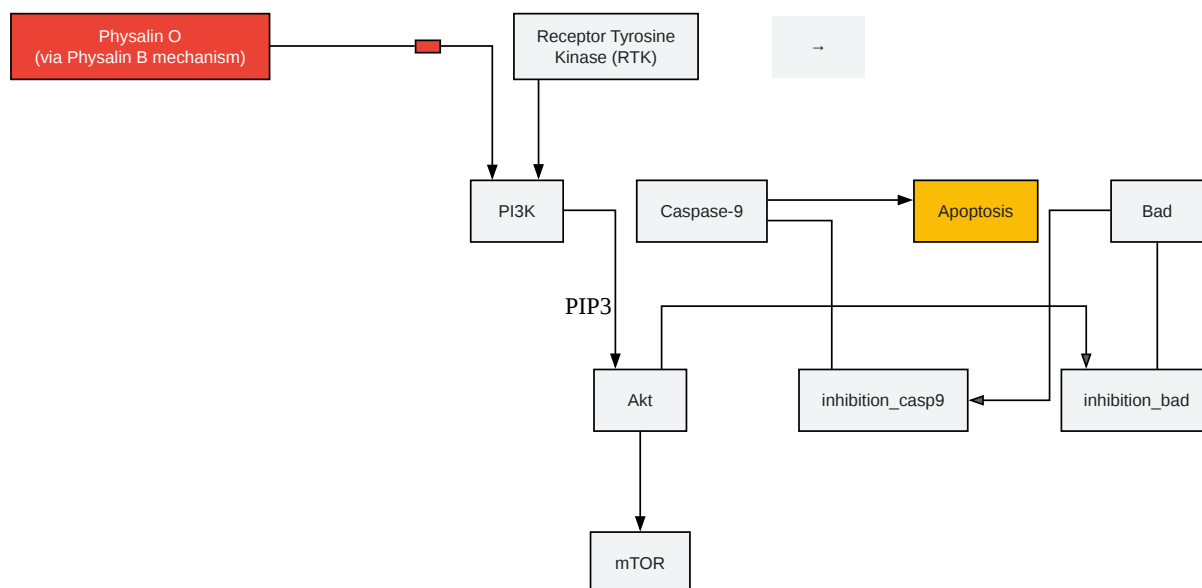 Physalin O
(via Physalin B mechanism)
Receptor Tyrosine
Kinase (RTK)
→
PI3K
Caspase-9
Apoptosis
Bad
PIP3
Akt
inhibition_casp9
inhibition_bad
mTOR